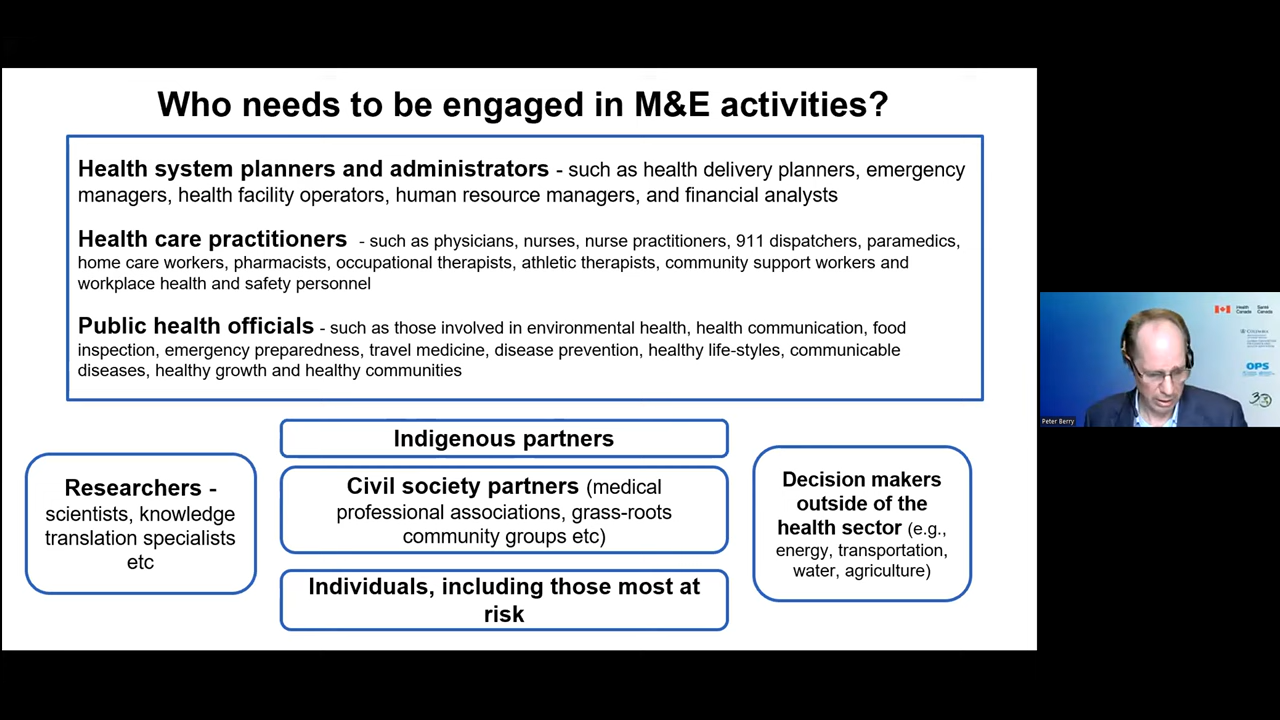 Who needs to be engaged in M&E activities?
Health system planners and administrators - such as health delivery planners, emergency
managers, health facility operators, human resource managers, and financial analysts
Health care practitioners - such as physicians, nurses, nurse practitioners, 911 dispatchers, paramedics,
home care workers, pharmacists, occupational therapists, athletic therapists, community support workers and
workplace health and safety personnel
Public health officials - such as those involved in environmental health, health communication, food
inspection, emergency preparedness, travel medicine, disease prevention, healthy life-styles, communicable
diseases, healthy growth and healthy communities
Indigenous partners
Researchers -
scientists, knowledge
translation specialists
etc
Civil society partners (medical
professional associations, grass-roots
community groups etc)
Individuals, including those most at
risk
Decision makers
outside of the
health sector (e.g.,
energy, transportation,
water, agriculture)
Health Santé
Canada Canada
OPS
Peter Berry